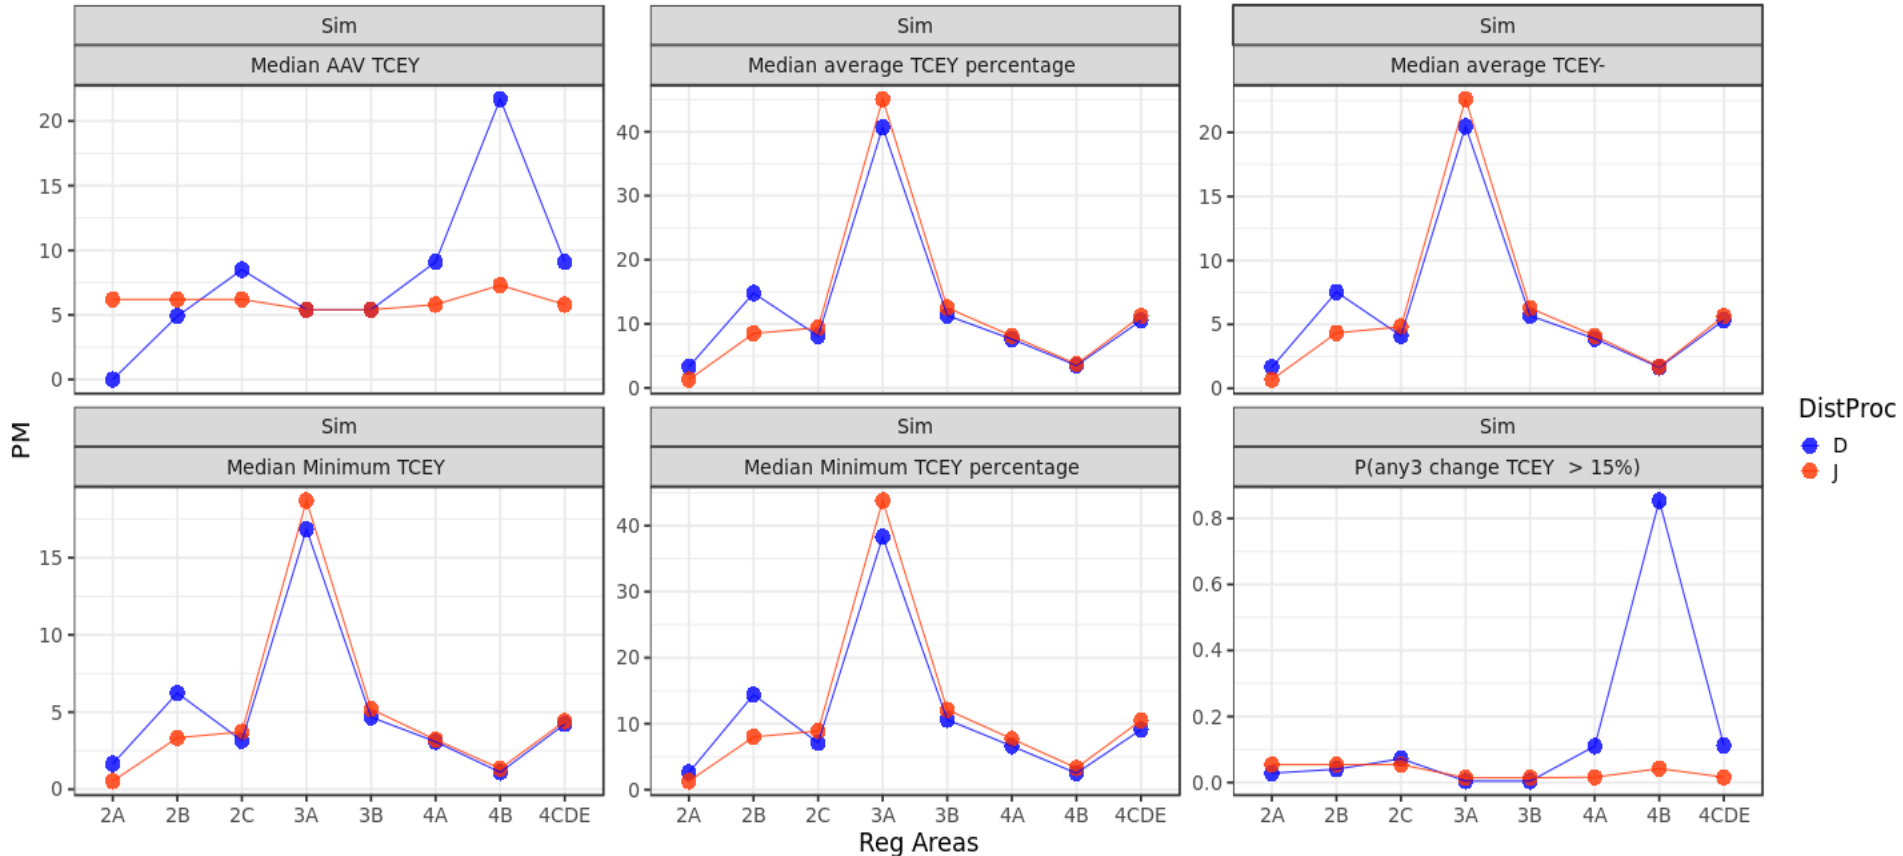 Sim
Sim
Sim
Median AAV TCEY
Median average TCEY percentage
Median average TCEY-
20
15
10
5
0
40
30
20
10
0
20
15
10
5
0
Sim
Sim
Sim
Median Minimum TCEY
Median Minimum TCEY percentage
P(any3 change TCEY > 15%)
15
10
5
0
40
30
20
10
0
0.8
0.6
0.4
0.2
0.0
2A 2B 2C 3A 3B 4A 4B 4CDE
2A 2B 2C 3A 3B 4A 4B 4CDE
2A 2B 2C 3A 3B 4A 4B 4CDE
PM
Reg Areas
DistProc
D
J